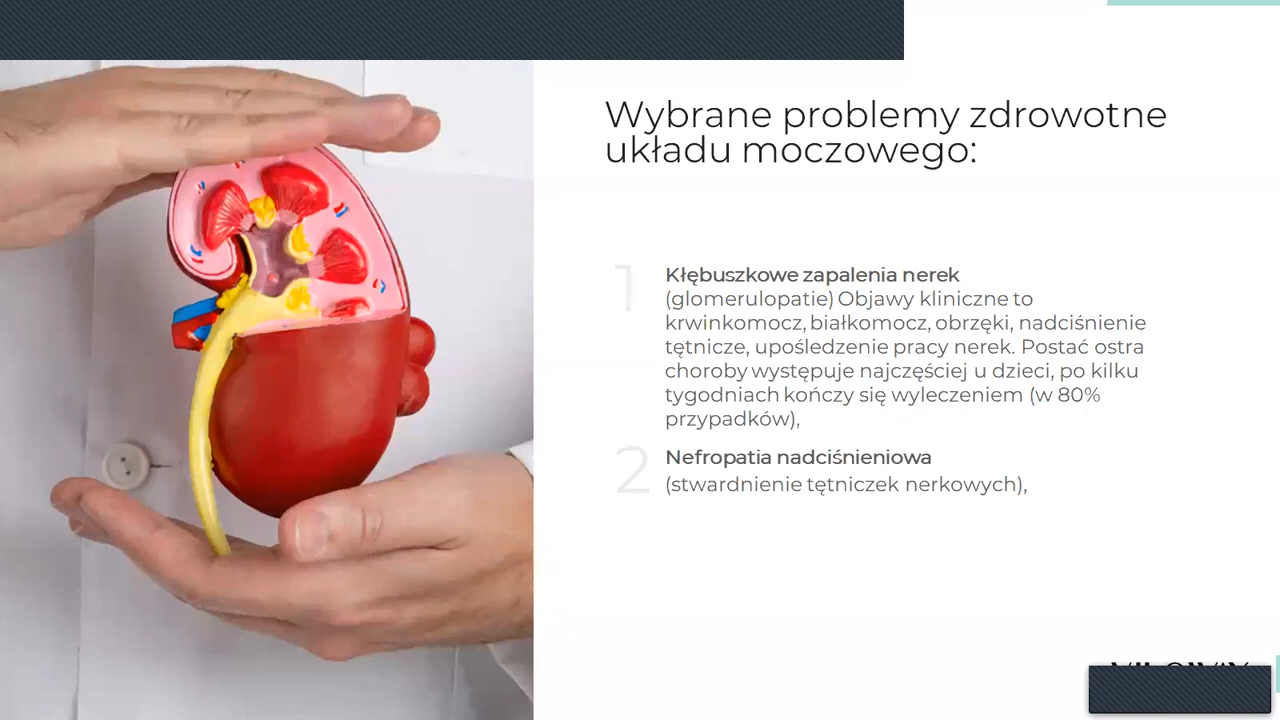 Wybrane problemy zdrowotne
układu moczowego:
1
Kłębuszkowe zapalenia nerek
(glomerulopatie) Objawy kliniczne to
krwinkomocz, białkomocz, obrzęki, nadciśnienie
tętnicze, upośledzenie pracy nerek. Postać ostra
choroby występuje najczęściej u dzieci, po kilku
tygodniach kończy się wyleczeniem (w 80%
przypadków),
2
Nefropatia nadciśnieniowa
(stwardnienie tętniczek nerkowych),